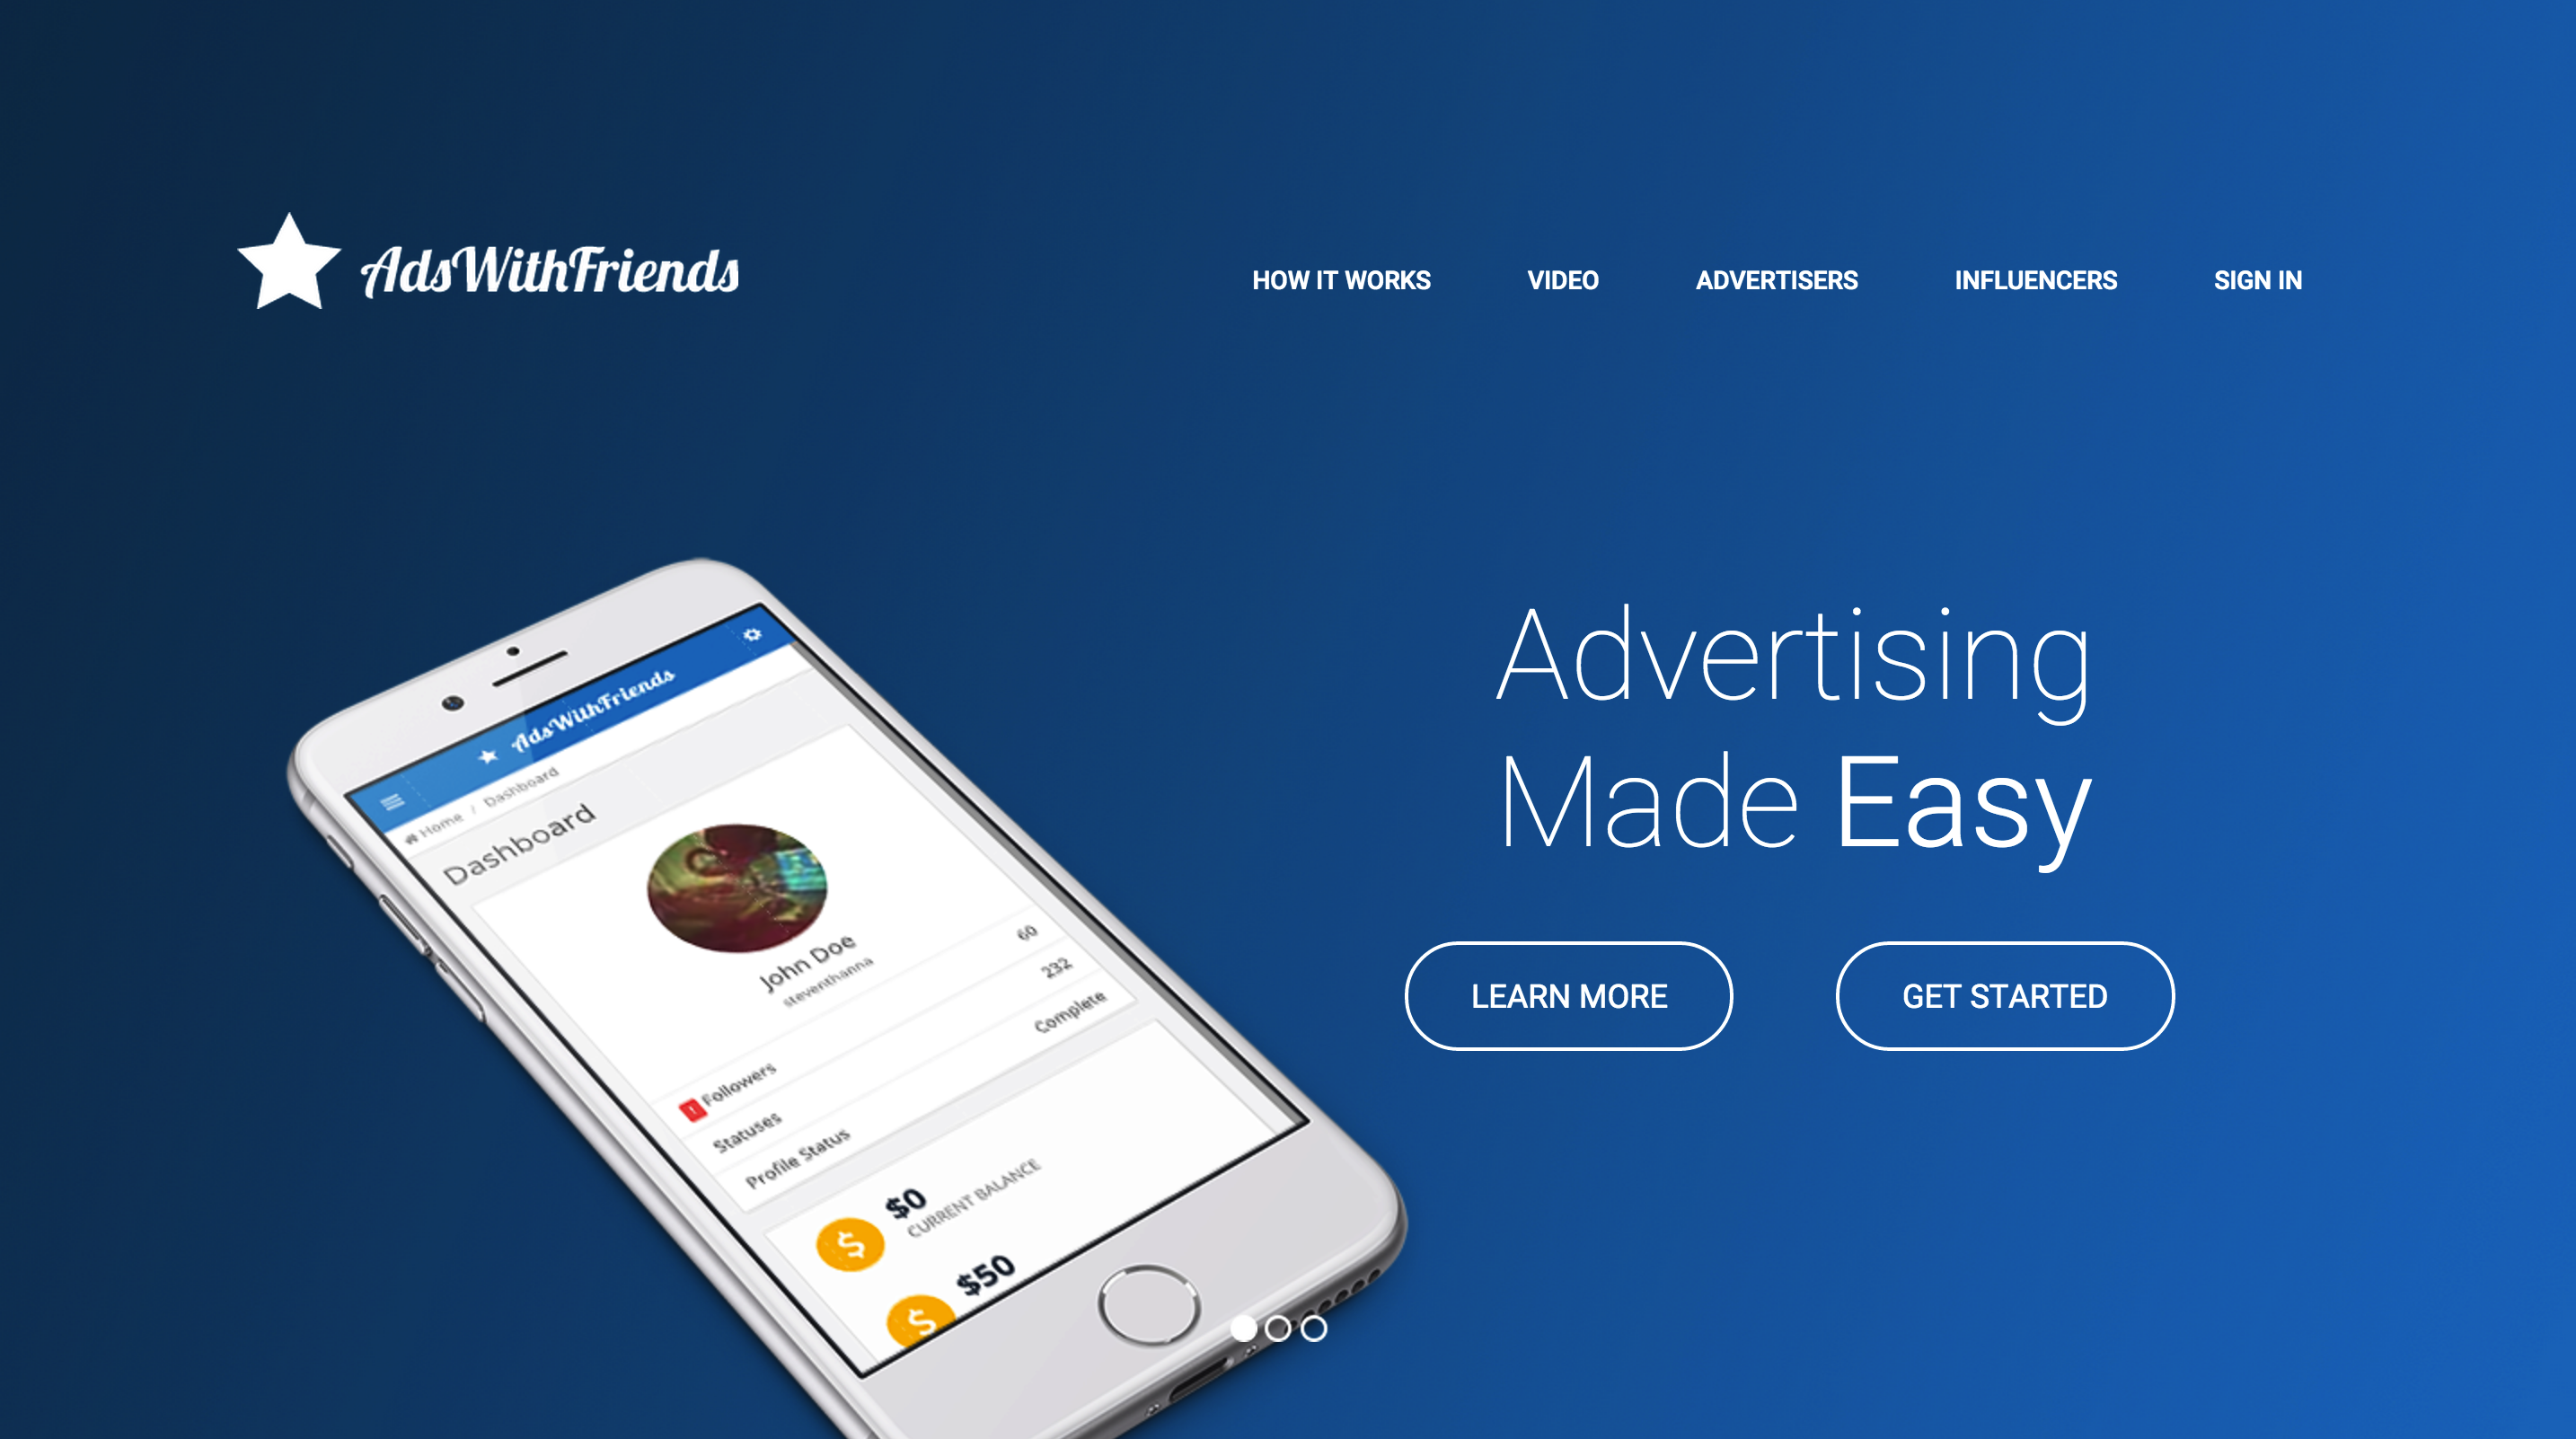 AdsWithFriends
HOW IT WORKS
VIDEO
ADVERTISERS
INFLUENCERS
SIGN IN
Advertising
Made Easy
LEARN MORE
GET STARTED
AdsWithFriends
Home / Dashboard
Dashboard
John Doe
steventhanna
! Followers 60
Statuses 232
Profile Status Complete
$ $0
CURRENT BALANCE
$ $50